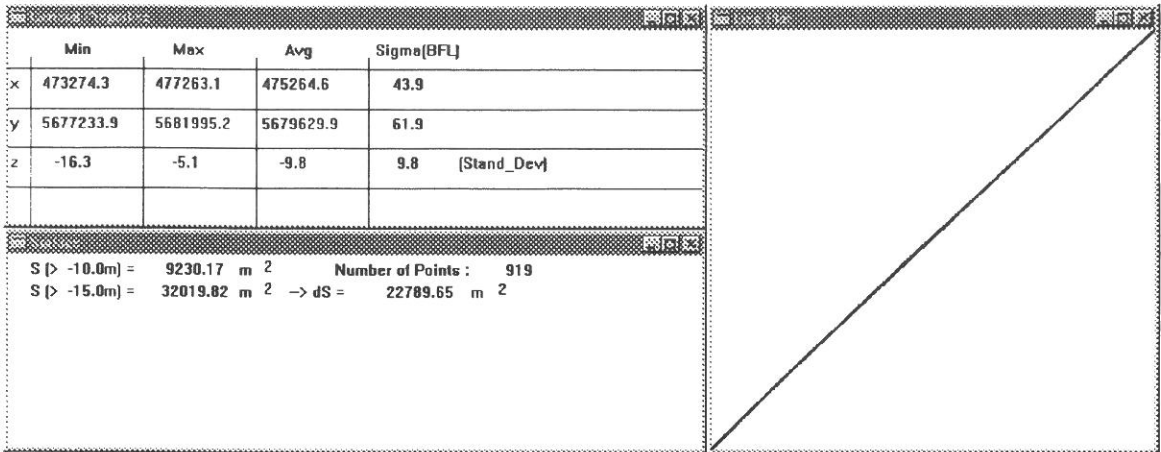 Min Max Avg Sigma(BFL)
x 473274.3 477263.1 475264.6 43.9
y 5677233.9 5681995.2 5679629.9 61.9
z -16.3 -5.1 -9.8 9.8 (Stand_Dev)
S (> -10.0m) = 9230.17 m 2 Number of Points : 919
S (> -15.0m) = 32019.82 m 2 -> dS = 22789.65 m 2